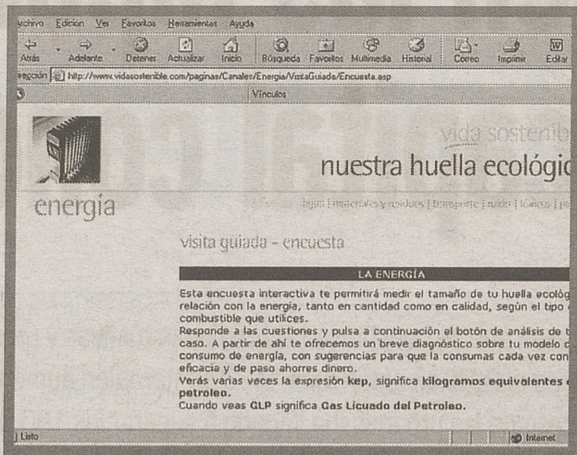 Archivo Edición Ver Favoritos Herramientas Ayuda
Atrás Adelante Detener Actualizar Inicio Búsqueda Favoritos Multimedia Historial Correo Imprimir Editar
http://www.vidasostenible.com/paginas/Canales/Energia/VisitaGuiada/Encuesta.asp
Vínculos
vida sostenib
nuestra huella ecológic
energía
| materiales y residuos | transporte | ruido | tóxicos |
visita guiada - encuesta
LA ENERGÍA
Esta encuesta interactiva te permitirá medir el tamaño de tu huella ecológ
relación con la energía, tanto en cantidad como en calidad, según el tipo
combustible que utilices.
Responde a las cuestiones y pulsa a continuación el botón de análisis de t
caso. A partir de ahí te ofrecemos un breve diagnóstico sobre tu modelo d
consumo de energía, con sugerencias para que la consumas cada vez con
eficacia y de paso ahorres dinero.
Verás varias veces la expresión kep, significa kilogramos equivalentes
petroleo.
Cuando veas GLP significa Gas Licuado del Petroleo.
Listo Internet